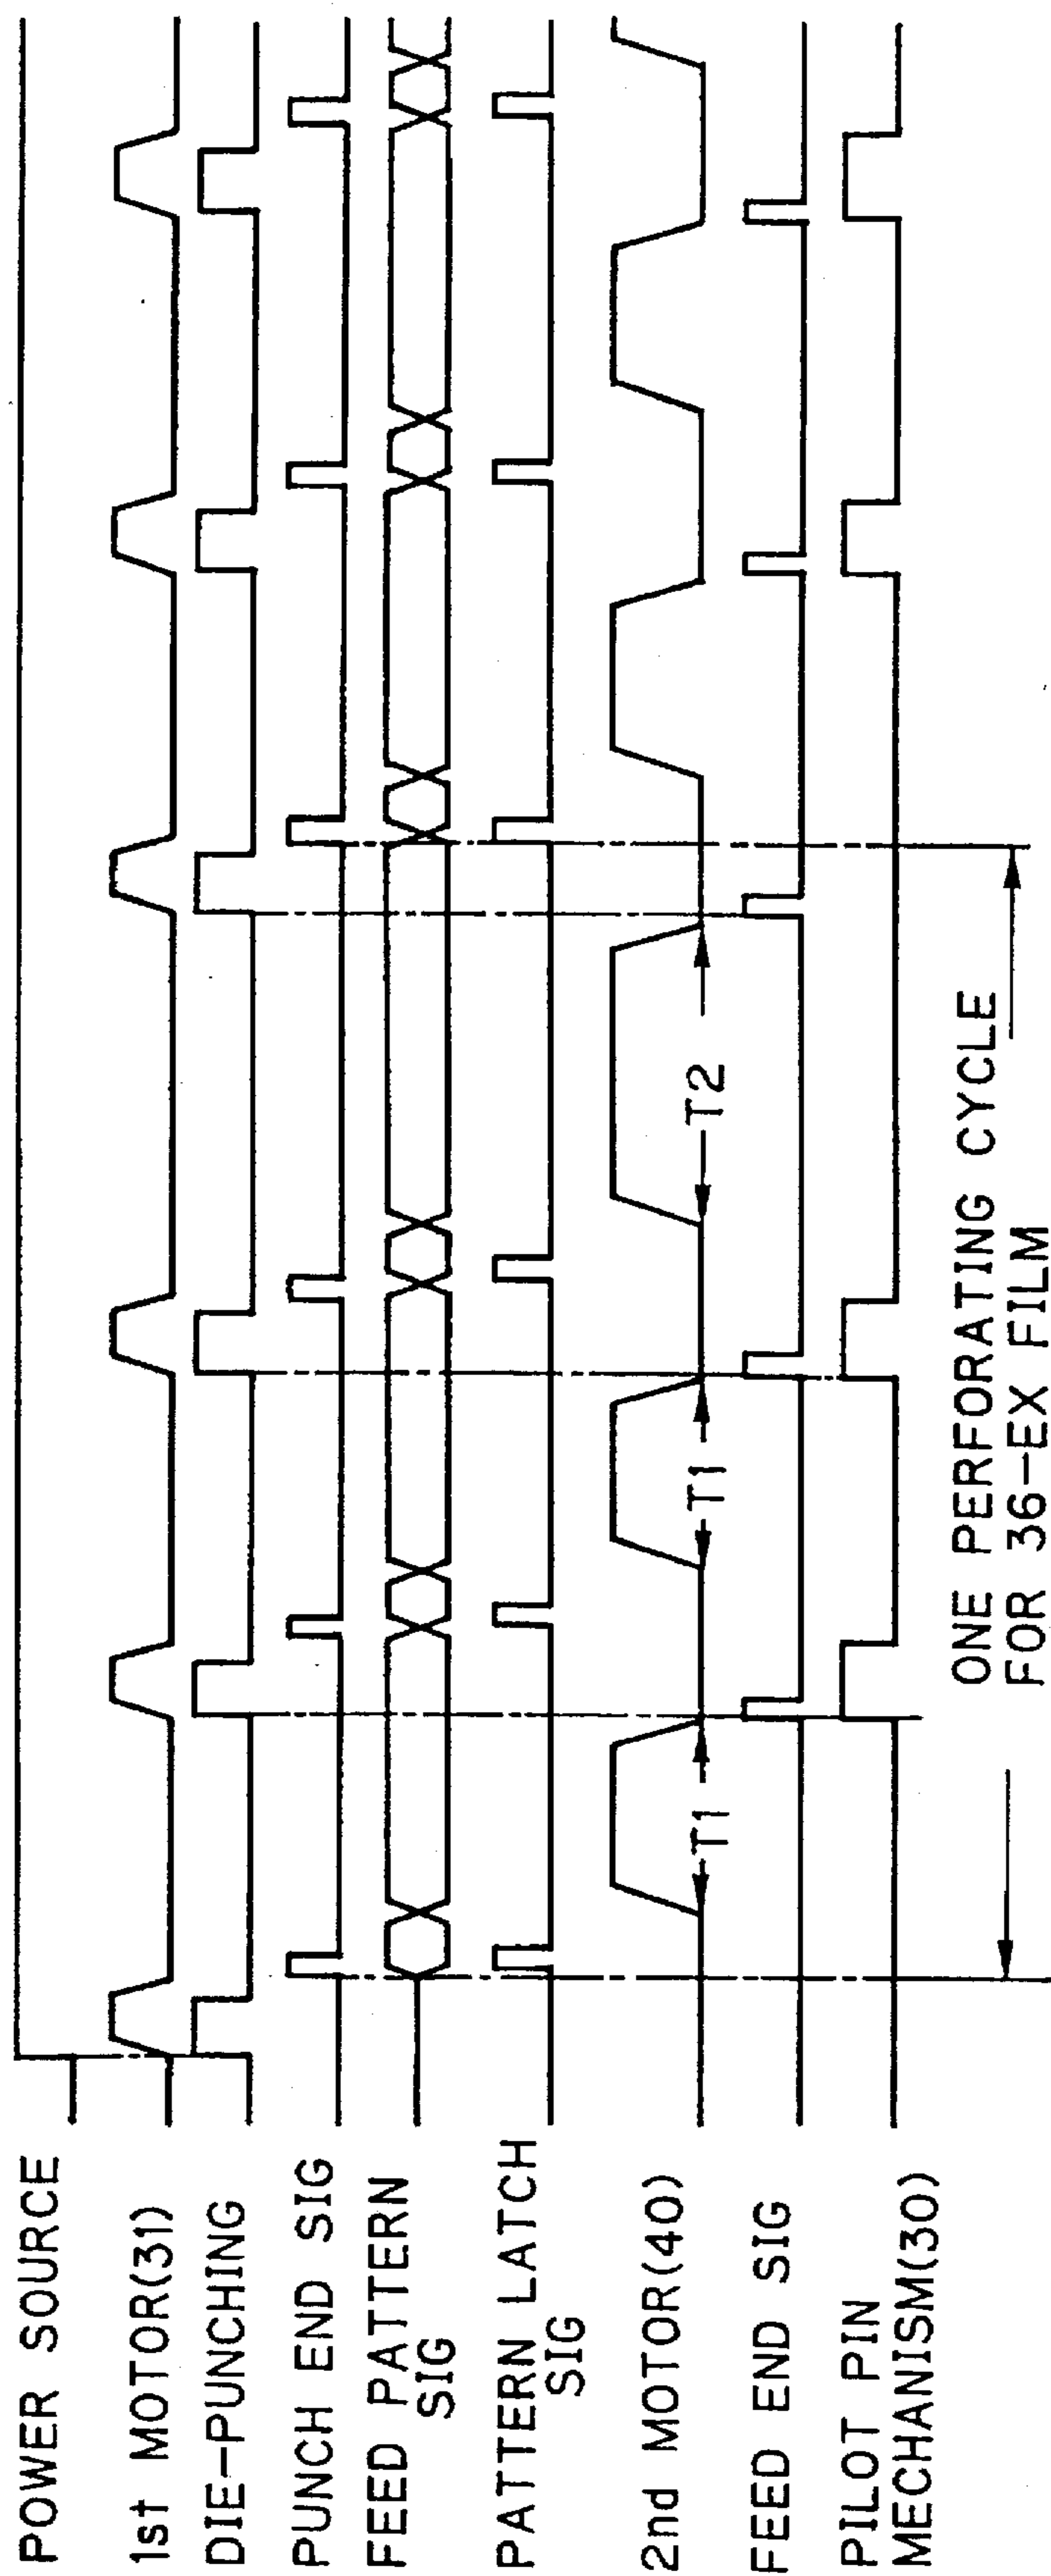 POWER SOURCE
1st MOTOR(31)
DIE-PUNCHING
PUNCH END SIG
FEED PATTERN
SIG
PATTERN LATCH
SIG
2nd MOTOR(40)
FEED END SIG
PILOT PIN
MECHANISM(30)
T1
T1
T2
ONE PERFORATING CYCLE
FOR 36-EX FILM